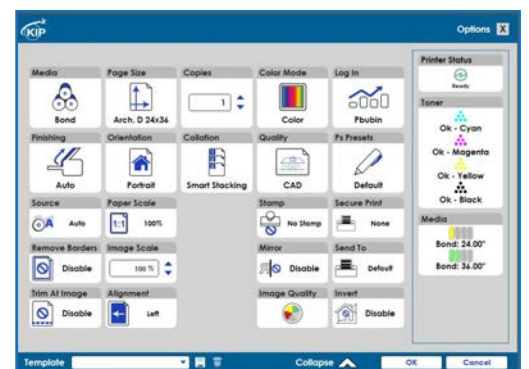 KIP
Options X
Media
Bond
Page Size
Arch. D 24x36
Copies
1
Color Mode
Color
Log In
Pbubin
Finishing
Auto
Orientation
Portrait
Collation
Smart Stacking
Quality
CAD
Ps Presets
Default
Source
A Auto
Paper Scale
1:1 100%
Stamp
No Stamp
Secure Print
None
Remove Borders
Disable
Image Scale
100 %
Mirror
Disable
Send To
Default
Trim At Image
Disable
Alignment
Left
Image Quality
Invert
Disable
Printer Status
Ready
Toner
Ok - Cyan
Ok - Magenta
Ok - Yellow
Ok - Black
Media
Bond: 24.00"
Bond: 36.00"
Template
Collapse
OK
Cancel